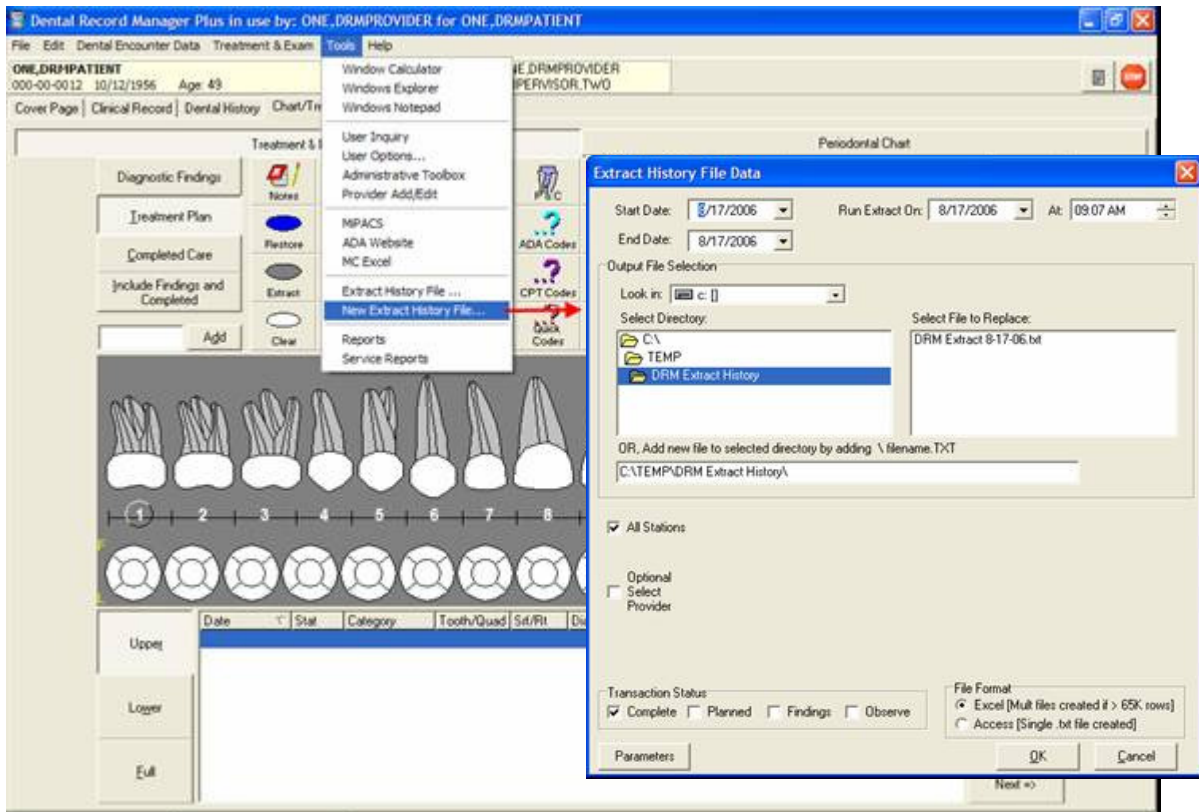 Dental Record Manager Plus in use by: ONE,DRMPROVIDER for ONE,DRMPATIENT
File Edit Dental Encounter Data Treatment & Exam Tools Help
ONE,DRMPATIENT
000-00-0012 10/12/1956 Age: 49
Cover Page Clinical Record Dental History Chart/Tre
Treatment &
Periodontal Chart
Diagnostic Findings
Treatment Plan
Completed Care
Include Findings and
Completed
Add
Notes
Restore
Extract
Clear
Window Calculator
Windows Explorer
Windows Notepad
User Inquiry
User Options...
Administrative Toolbox
Provider Add/Edit
MiPACS
ADA Website
MC Excel
Extract History File ...
New Extract History File...
Reports
Service Reports
ADA Codes
CPT Codes
Quick
Codes
STOP
1 2 3 4 5 6 7 8
Upper
Lower
Full
Date Stat Category Tooth/Quad Srf/Rt
Next =>
Extract History File Data
Start Date: 8/17/2006 Run Extract On: 8/17/2006 At: 09:07 AM
End Date: 8/17/2006
Output File Selection
Look in: c: []
Select Directory:
C:\
TEMP
DRM Extract History
Select File to Replace:
DRM Extract 8-17-06.txt
OR, Add new file to selected directory by adding \ filename.TXT
C:\TEMP\DRM Extract History\
All Stations
Optional
Select
Provider
Transaction Status
Complete Planned Findings Observe
File Format
Excel [Mult files created if > 65K rows]
Access [Single .txt file created]
Parameters
OK Cancel